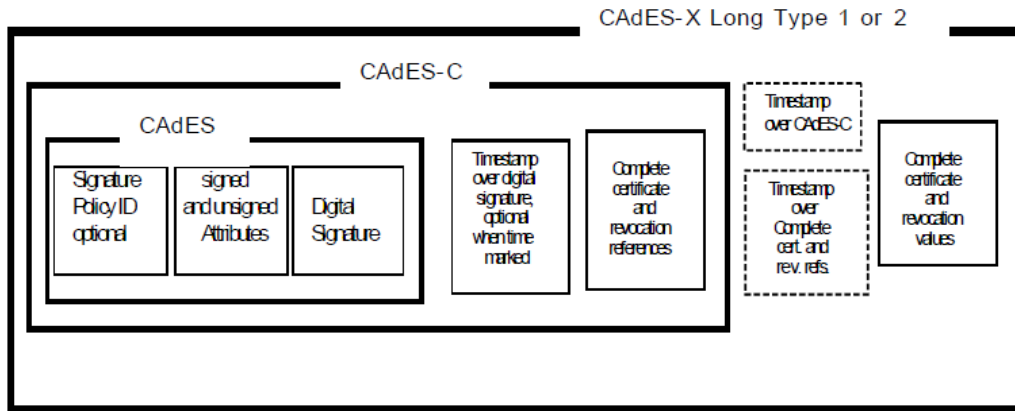 CAdES-X Long Type 1 or 2
CAdES-C
CAdES
Signature
Policy ID
optional
signed
and unsigned
Attributes
Digital
Signature
Timestamp
over digital
signature,
optional
when time
marked
Complete
certificate
and
revocation
references
Timestamp
over CAdES-C
Timestamp
over
Complete
cert. and
rev. refs.
Complete
certificate
and
revocation
values